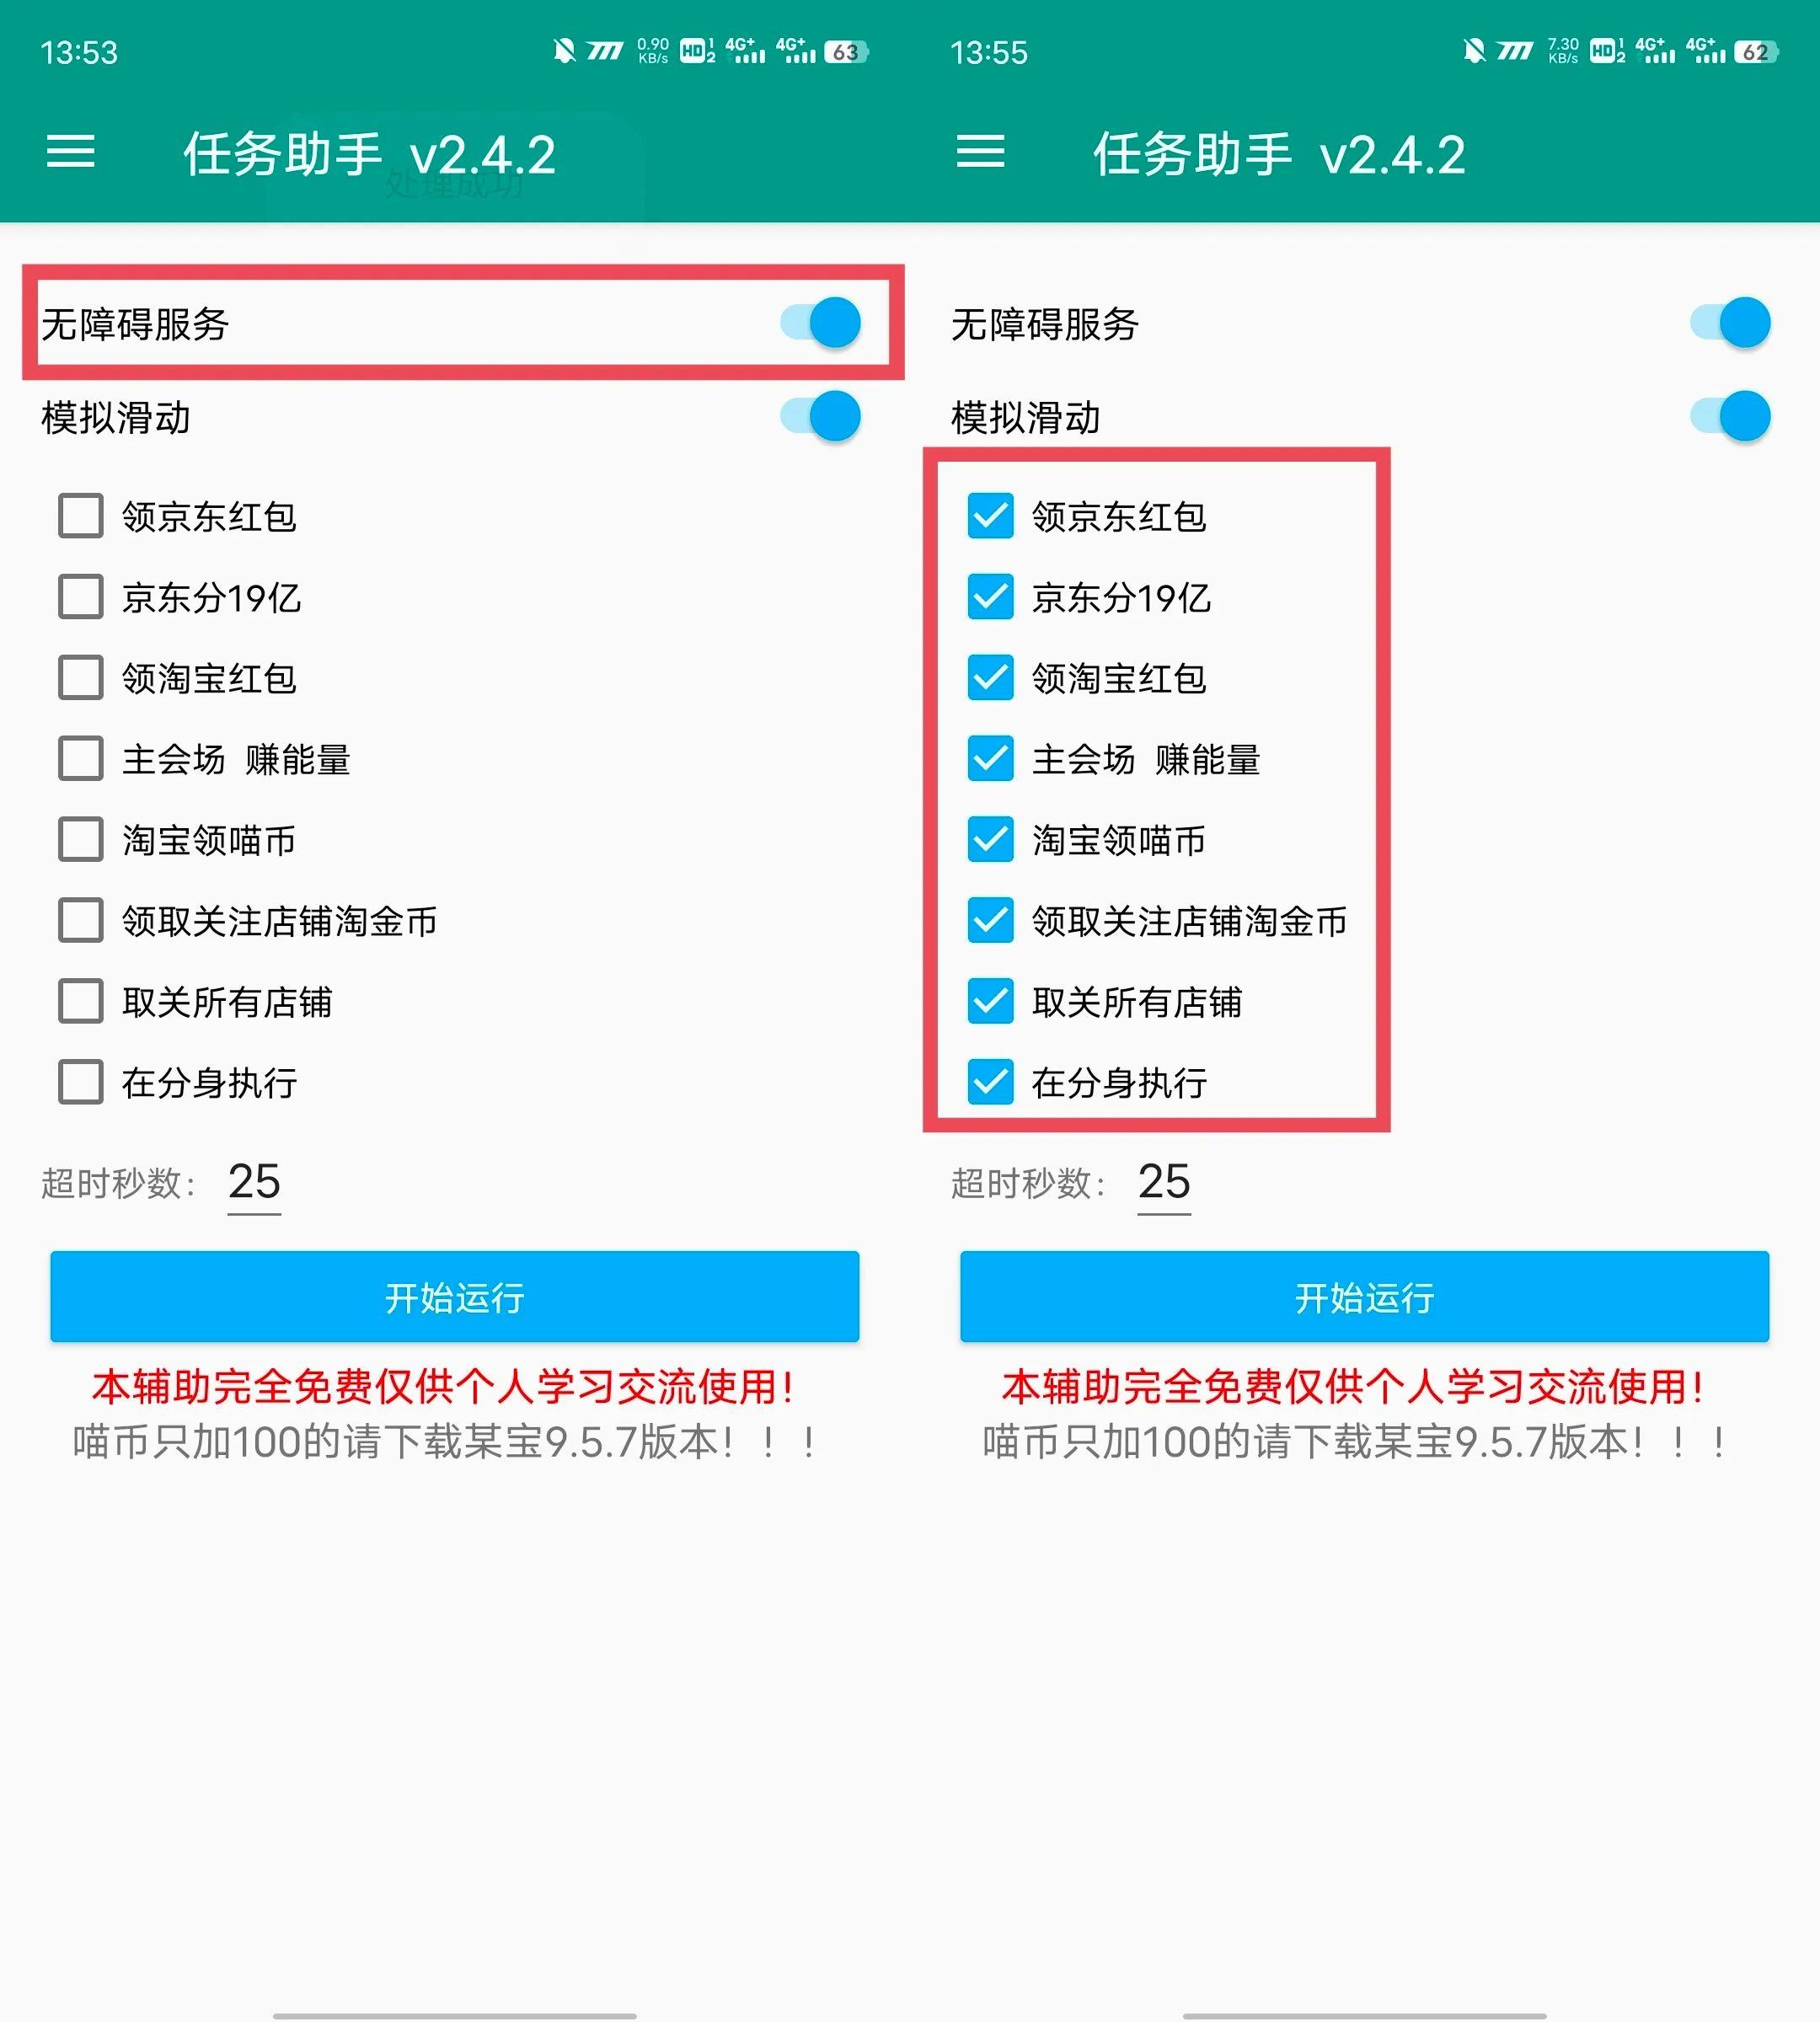 13:53
0.90 KB/s HD 1 2 4G+ 4G+ 63
任务助手 v2.4.2
处理成功
无障碍服务
模拟滑动
领京东红包
京东分19亿
领淘宝红包
主会场 赚能量
淘宝领喵币
领取关注店铺淘金币
取关所有店铺
在分身执行
超时秒数： 25
开始运行
本辅助完全免费仅供个人学习交流使用！
喵币只加100的请下载某宝9.5.7版本！！！
13:55
7.30 KB/s HD 1 2 4G+ 4G+ 62
任务助手 v2.4.2
无障碍服务
模拟滑动
领京东红包
京东分19亿
领淘宝红包
主会场 赚能量
淘宝领喵币
领取关注店铺淘金币
取关所有店铺
在分身执行
超时秒数： 25
开始运行
本辅助完全免费仅供个人学习交流使用！
喵币只加100的请下载某宝9.5.7版本！！！